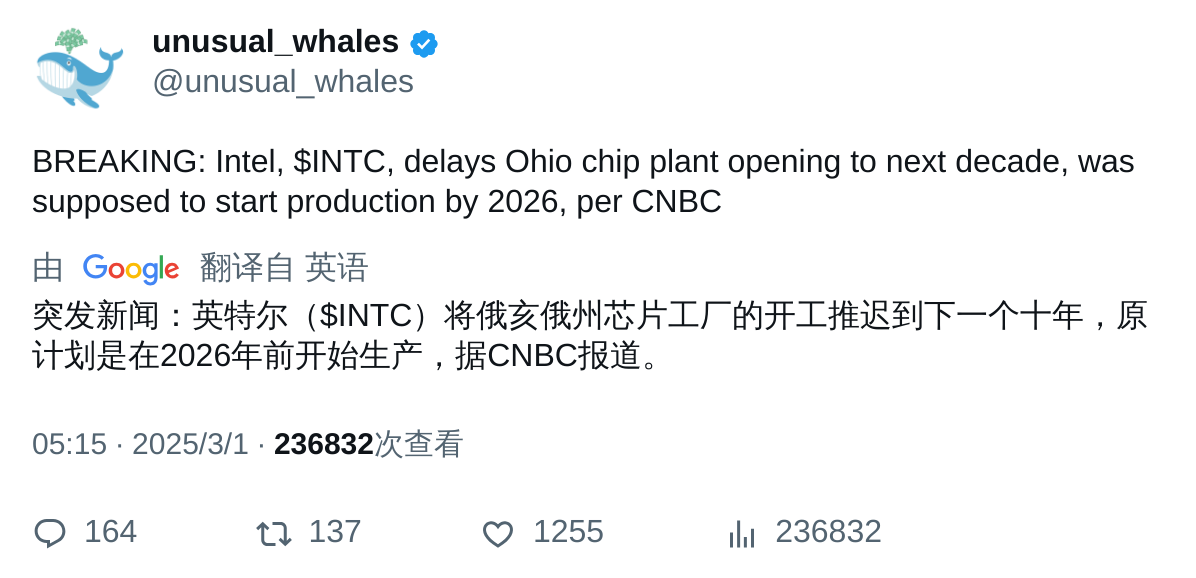 unusual_whales
@unusual_whales
BREAKING: Intel, $INTC, delays Ohio chip plant opening to next decade, was
supposed to start production by 2026, per CNBC
由 Google 翻译自 英语
突发新闻：英特尔（$INTC）将俄亥俄州芯片工厂的开工推迟到下一个十年，原
计划是在2026年前开始生产，据CNBC报道。
05:15 · 2025/3/1 · 236832次查看
164 137 1255 236832